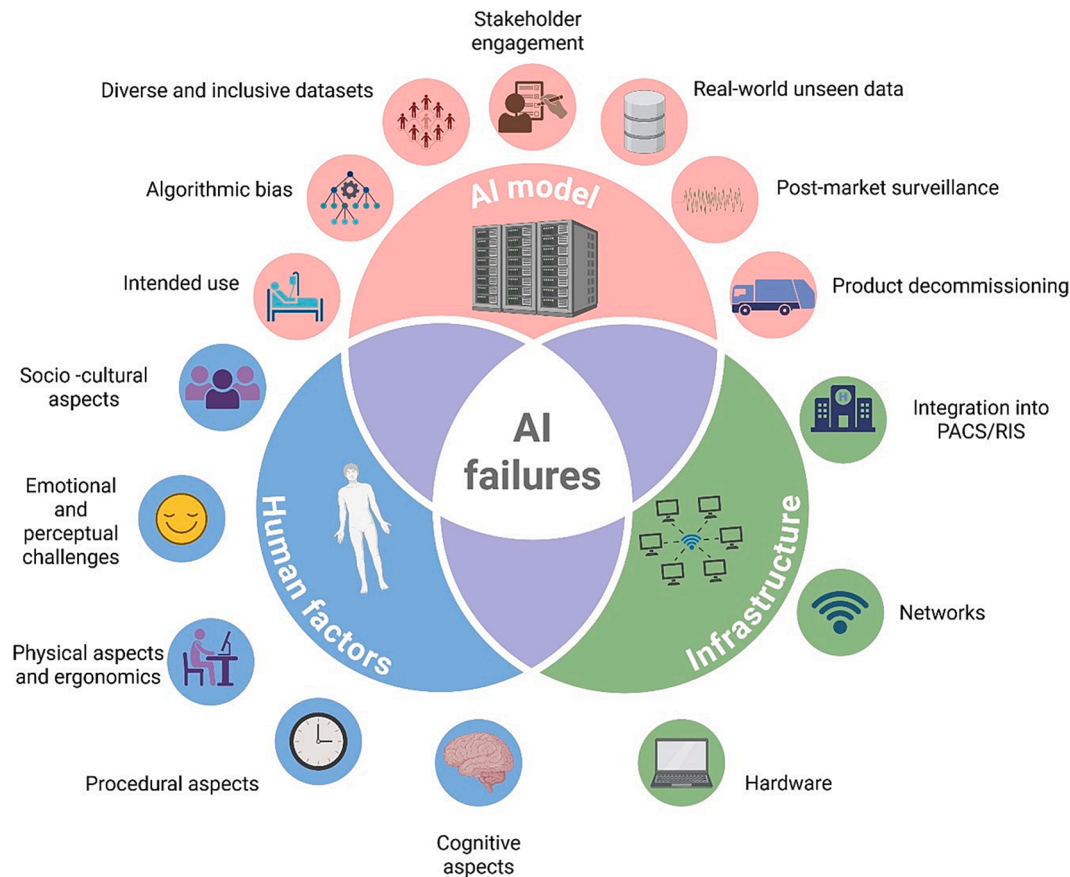 Stakeholder
engagement
Diverse and inclusive datasets
Real-world unseen data
Algorithmic bias
AI model
Post-market surveillance
Intended use
Product decommissioning
Socio -cultural
aspects
H
Integration into
PACS/RIS
AI
failures
Emotional
and
perceptual
challenges
Human factors
Infrastructure
Networks
Physical aspects
and ergonomics
Procedural aspects
Hardware
Cognitive
aspects